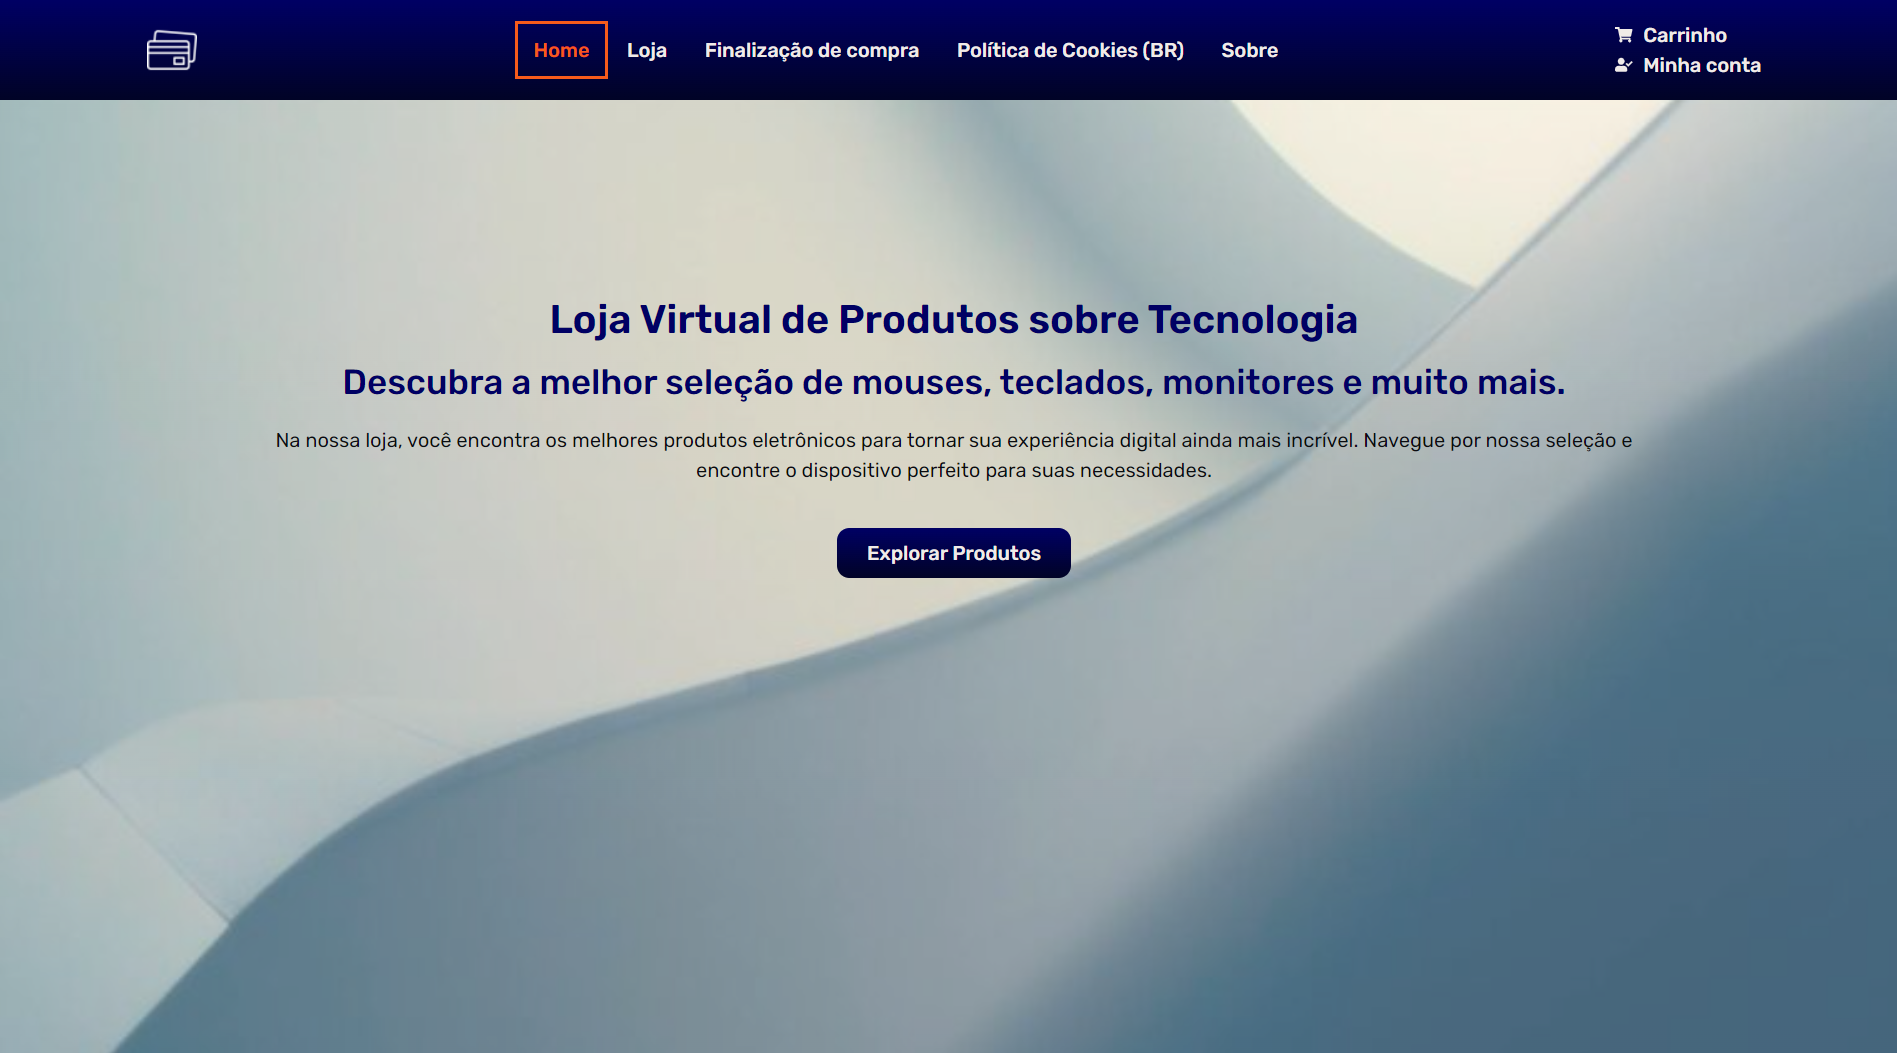 Home
Loja
Finalização de compra
Política de Cookies (BR)
Sobre
Carrinho
Minha conta
Loja Virtual de Produtos sobre Tecnologia
Descubra a melhor seleção de mouses, teclados, monitores e muito mais.
Na nossa loja, você encontra os melhores produtos eletrônicos para tornar sua experiência digital ainda mais incrível. Navegue por nossa seleção e
encontre o dispositivo perfeito para suas necessidades.
Explorar Produtos